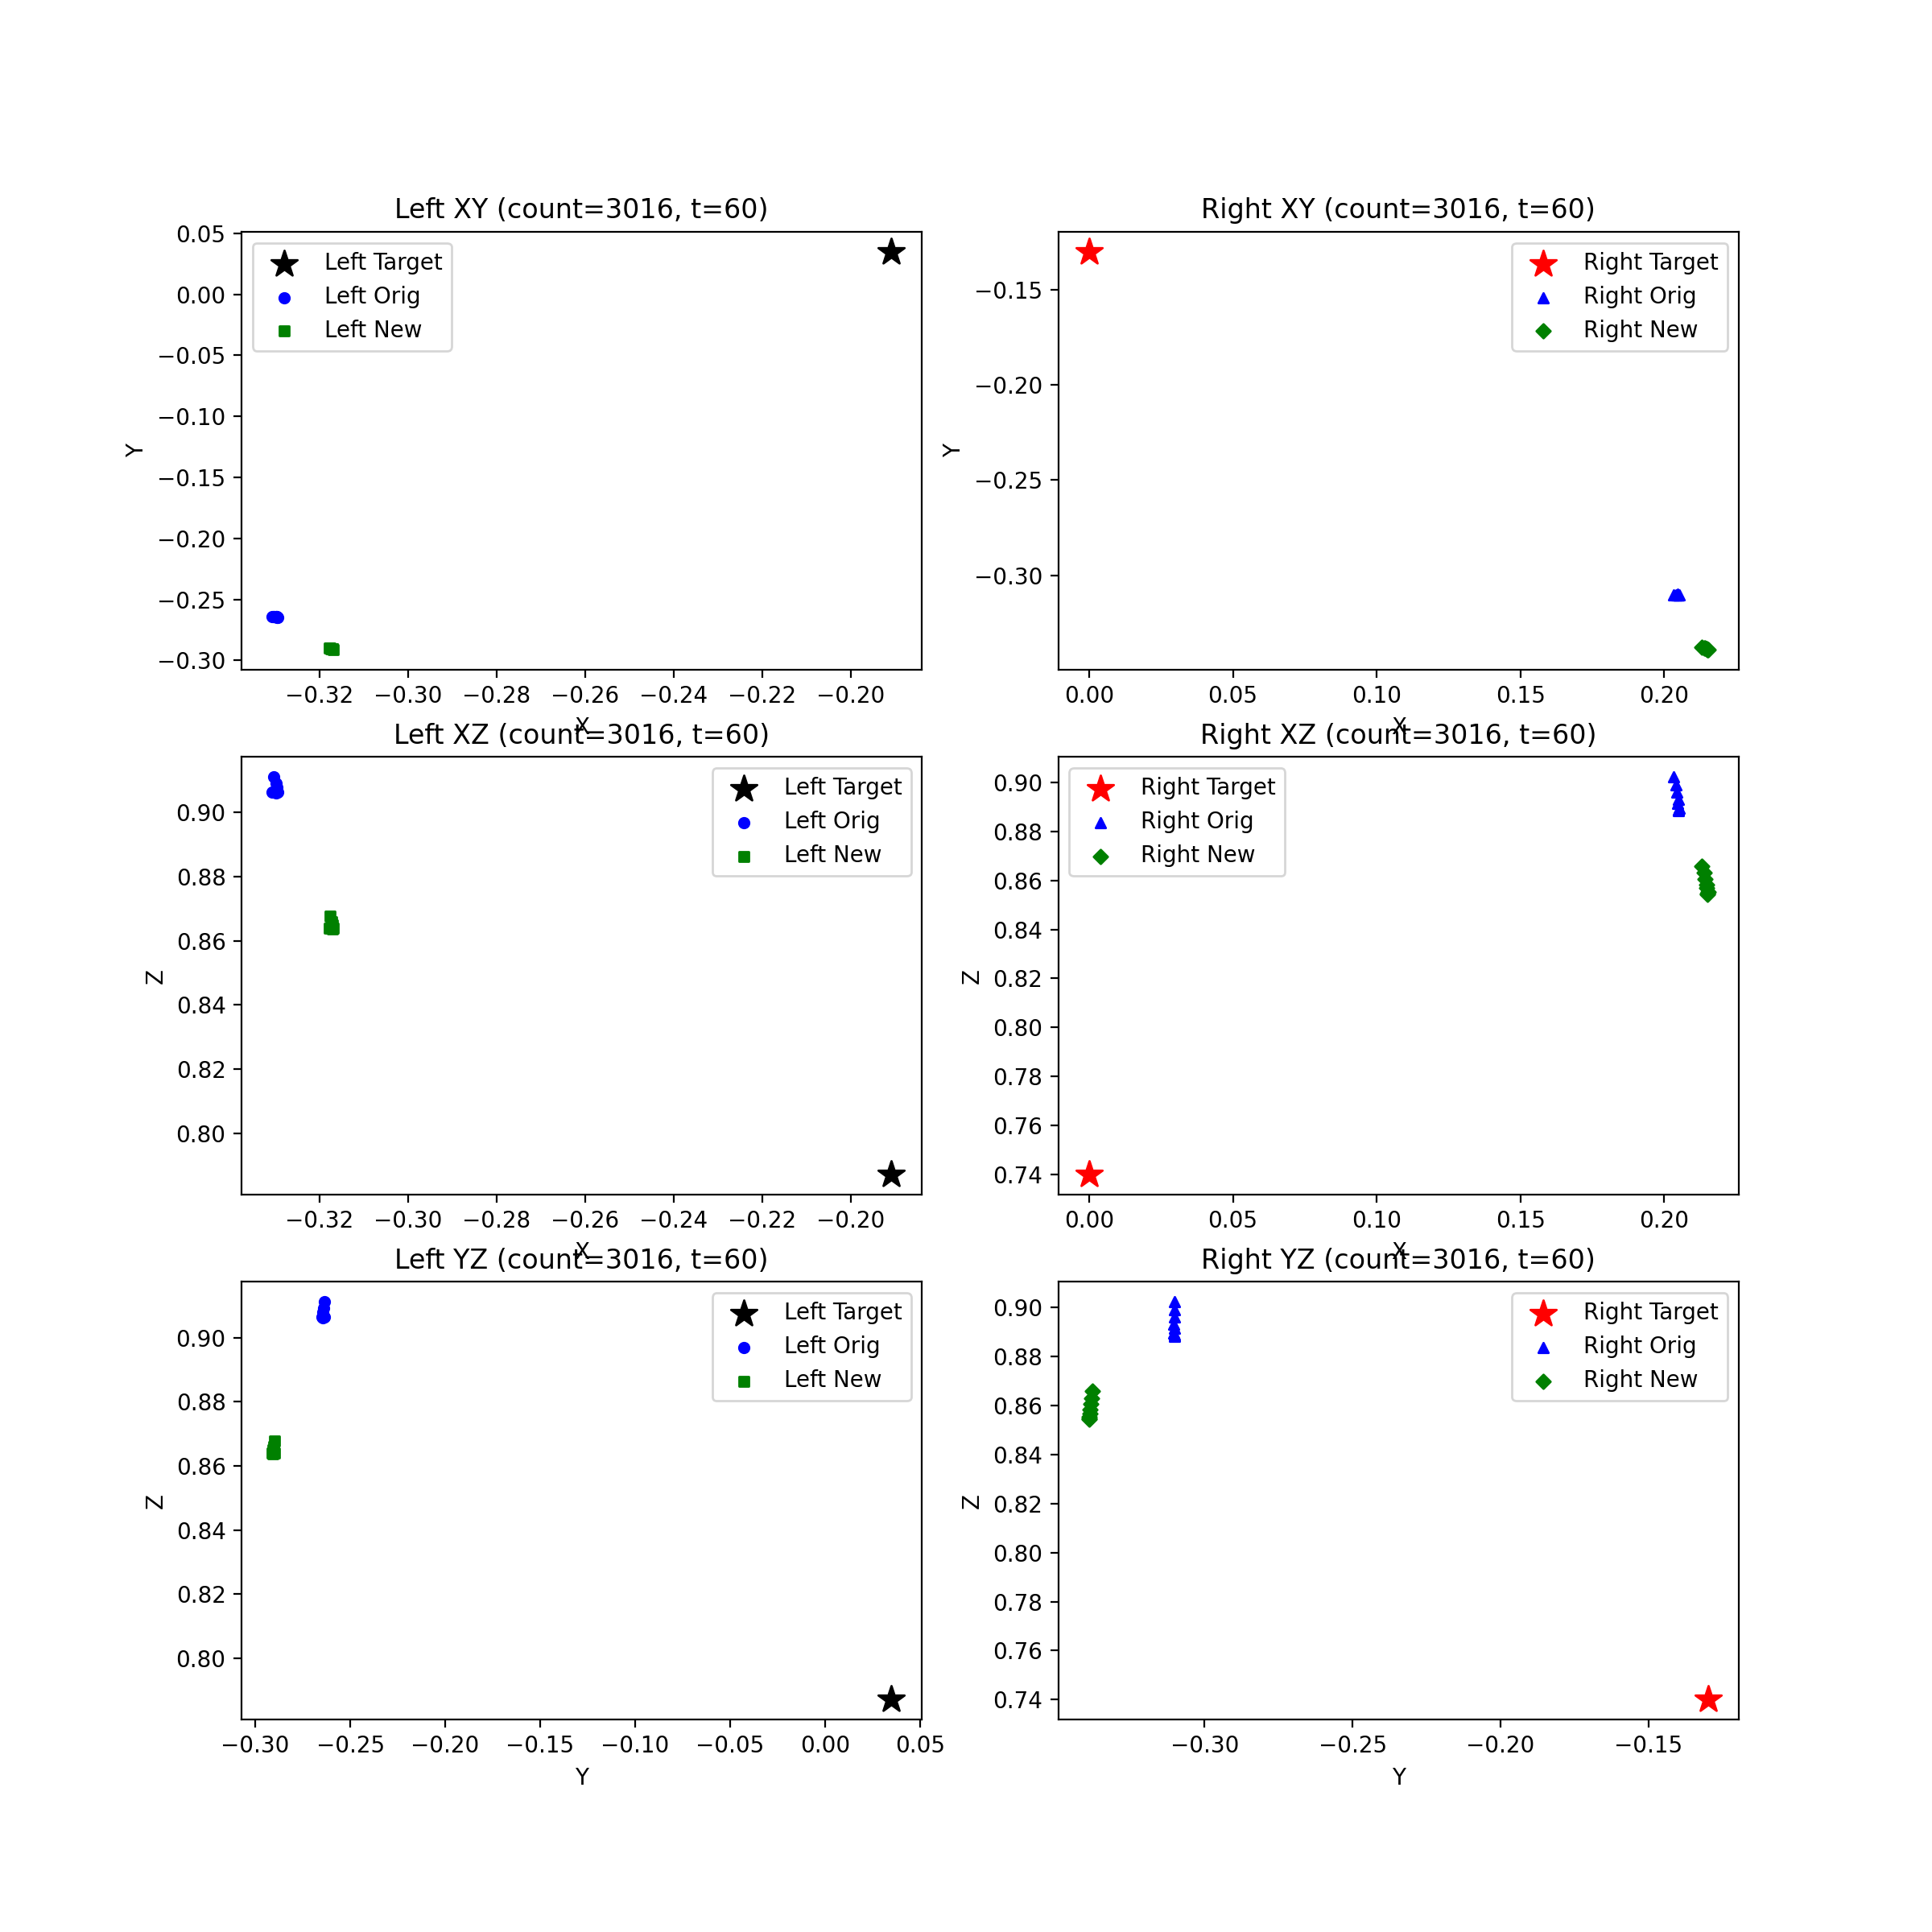 Left XY (count=3016, t=60)
Left Target
Left Orig
Left New
0.05
0.00
−0.05
−0.10
−0.15
−0.20
−0.25
−0.30
Y
−0.32 −0.30 −0.28 −0.26 −0.24 −0.22 −0.20
X
Right XY (count=3016, t=60)
Right Target
Right Orig
Right New
−0.15
−0.20
−0.25
−0.30
Y
0.00 0.05 0.10 0.15 0.20
X
Left XZ (count=3016, t=60)
Left Target
Left Orig
Left New
0.90
0.88
0.86
0.84
0.82
0.80
Z
−0.32 −0.30 −0.28 −0.26 −0.24 −0.22 −0.20
X
Right XZ (count=3016, t=60)
Right Target
Right Orig
Right New
0.90
0.88
0.86
0.84
0.82
0.80
0.78
0.76
0.74
Z
0.00 0.05 0.10 0.15 0.20
X
Left YZ (count=3016, t=60)
Left Target
Left Orig
Left New
0.90
0.88
0.86
0.84
0.82
0.80
Z
−0.30 −0.25 −0.20 −0.15 −0.10 −0.05 0.00 0.05
Y
Right YZ (count=3016, t=60)
Right Target
Right Orig
Right New
0.90
0.88
0.86
0.84
0.82
0.80
0.78
0.76
0.74
Z
−0.30 −0.25 −0.20 −0.15
Y